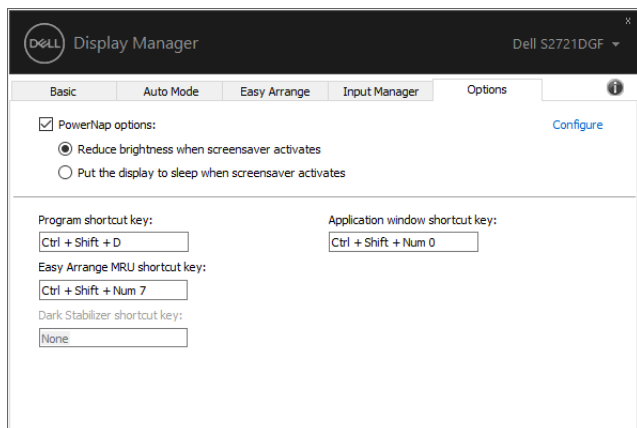 x
DELL Display Manager Dell S2721DGF
Basic Auto Mode Easy Arrange Input Manager Options i
PowerNap options: Configure
Reduce brightness when screensaver activates
Put the display to sleep when screensaver activates
Program shortcut key: Application window shortcut key:
Ctrl + Shift + D Ctrl + Shift + Num 0
Easy Arrange MRU shortcut key:
Ctrl + Shift + Num 7
Dark Stabilizer shortcut key:
None